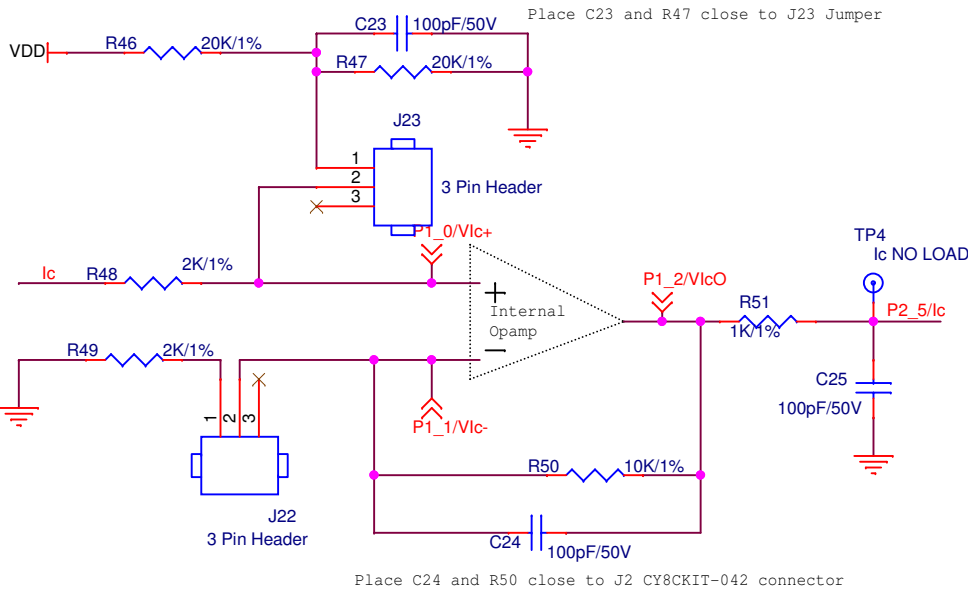 Place C23 and R47 close to J23 Jumper
C23
100pF/50V
VDD
R46
20K/1%
R47
20K/1%
J23
1
2
3
3 Pin Header
P1_0/VIc+
TP4
Ic NO LOAD
Ic
R48
2K/1%
P1_2/VIcO
+
Internal
Opamp
R51
1K/1%
P2_5/Ic
R49
2K/1%
−
C25
100pF/50V
1
2
3
P1_1/VIc-
R50
10K/1%
J22
3 Pin Header
C24
100pF/50V
Place C24 and R50 close to J2 CY8CKIT-042 connector